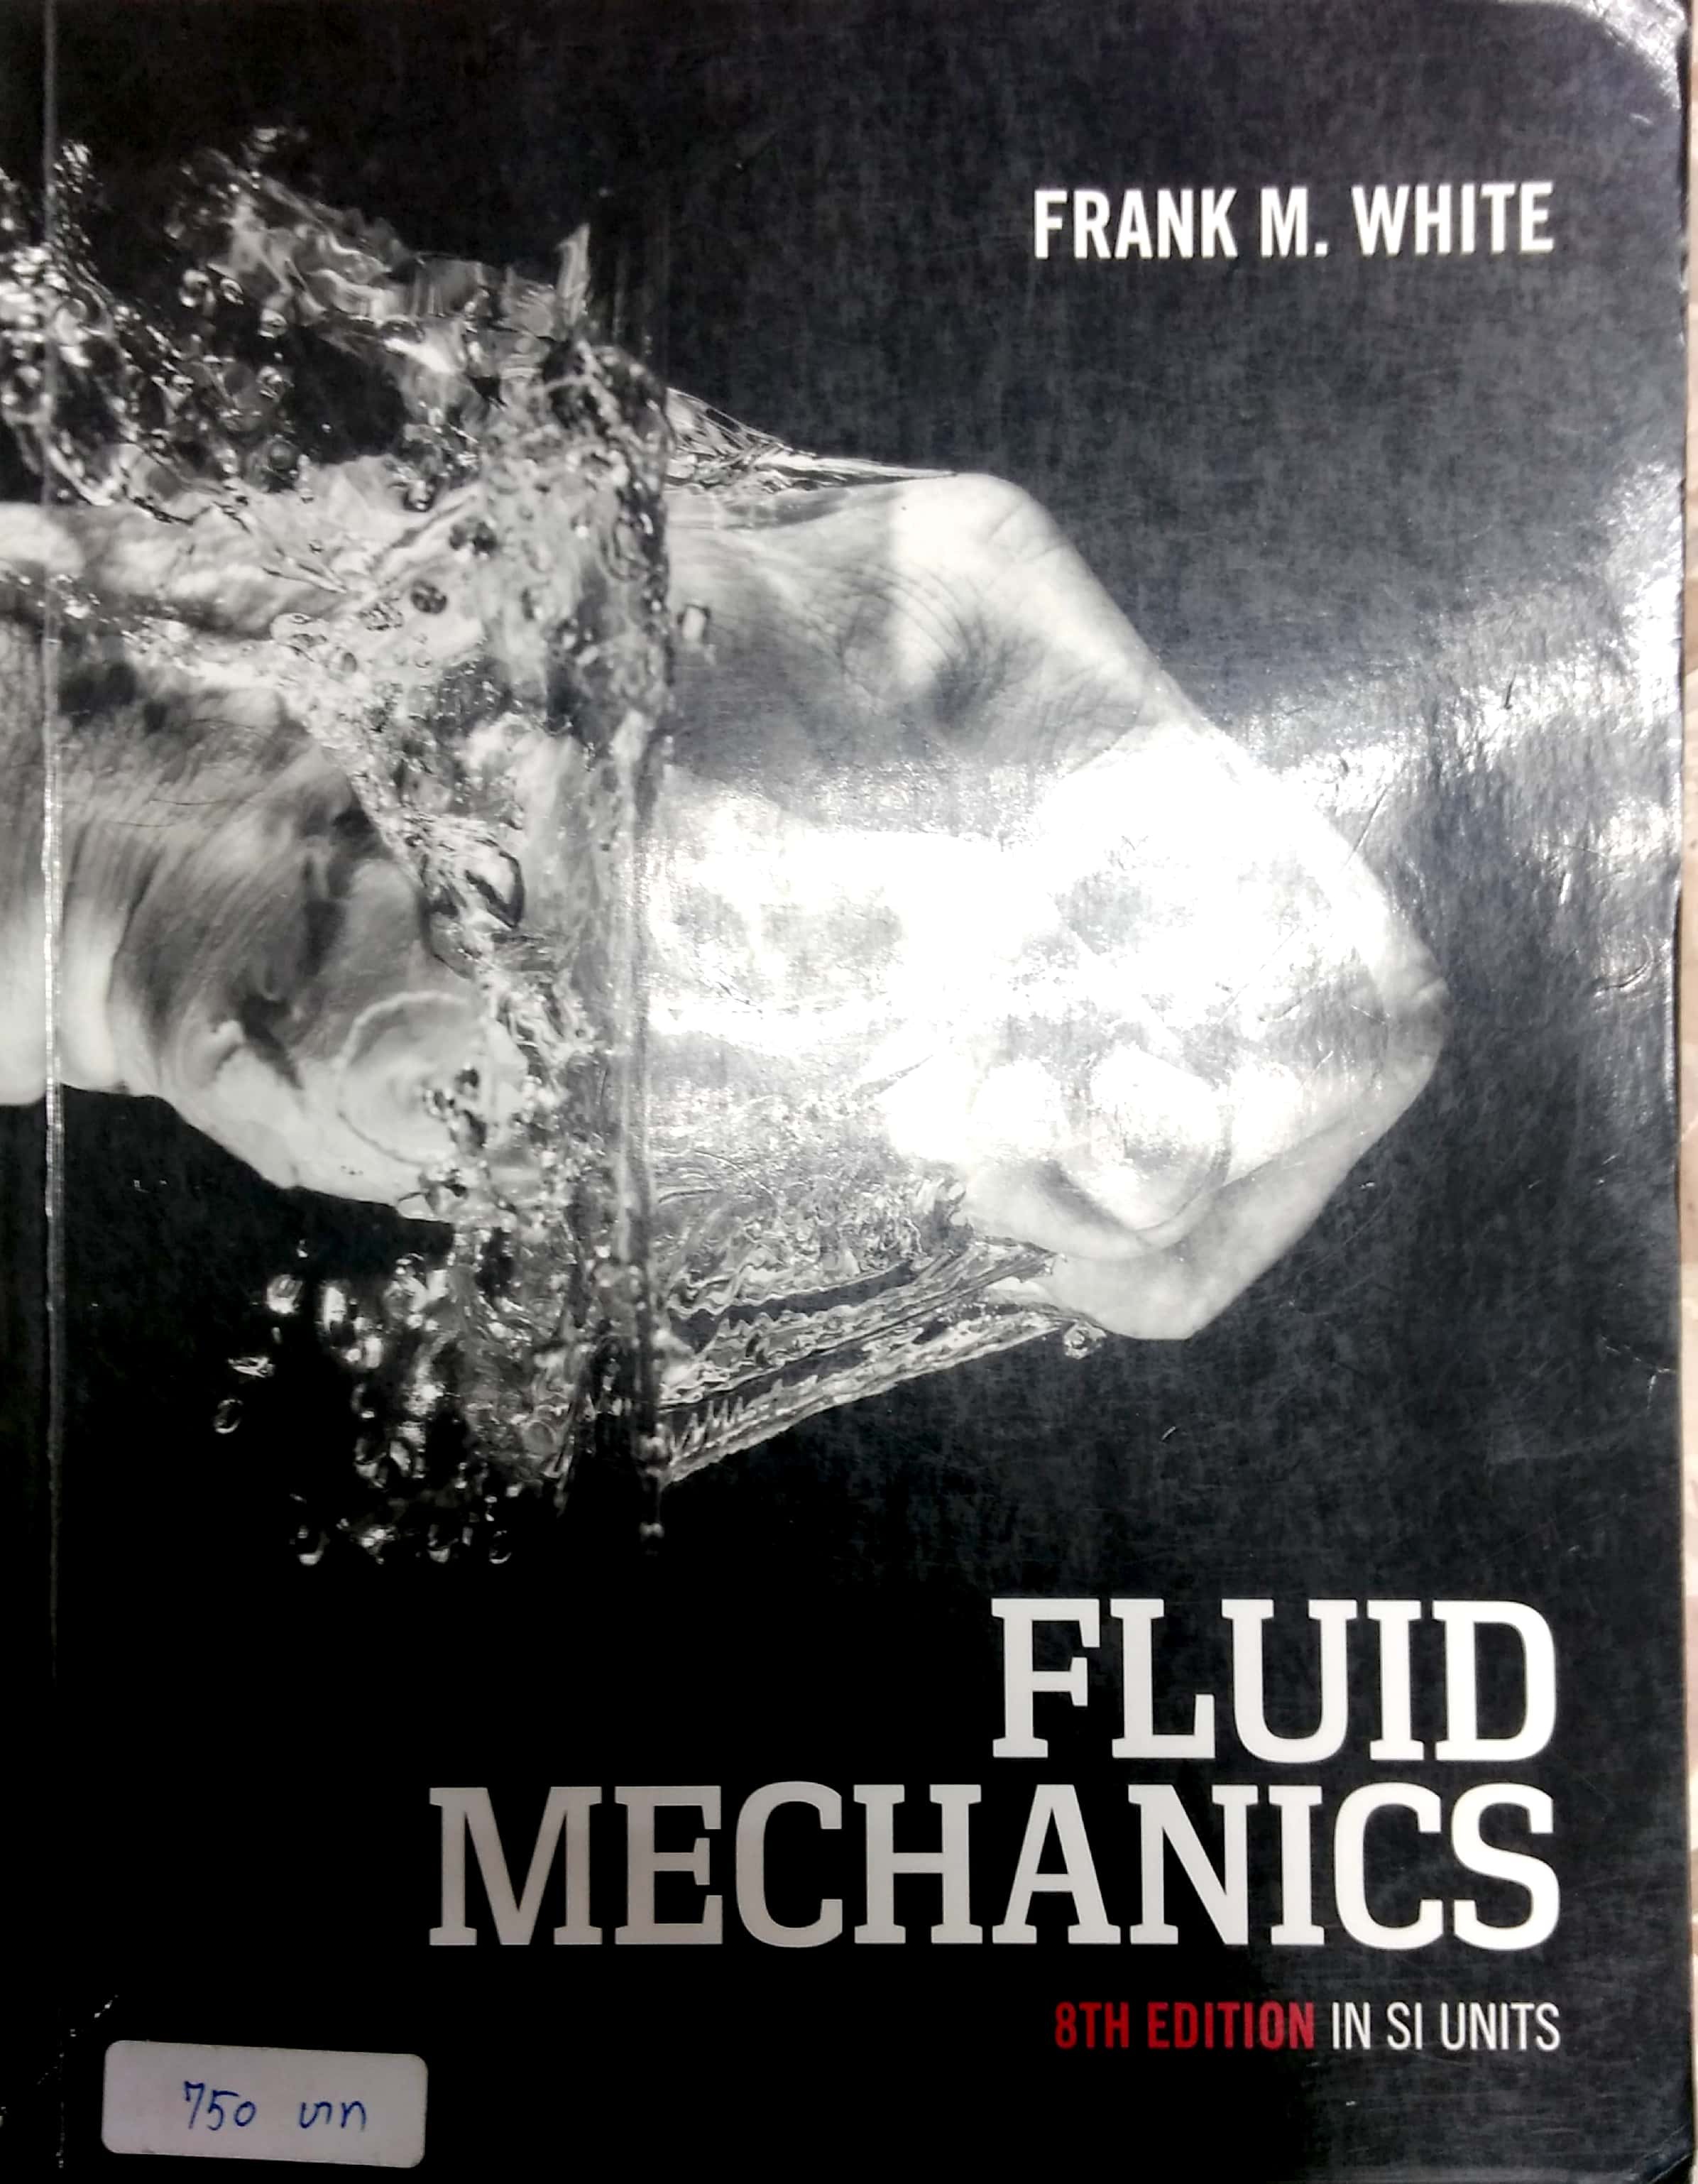 FRANK M. WHITE
FLUID
MECHANICS
8TH EDITION IN SI UNITS
750 บาท